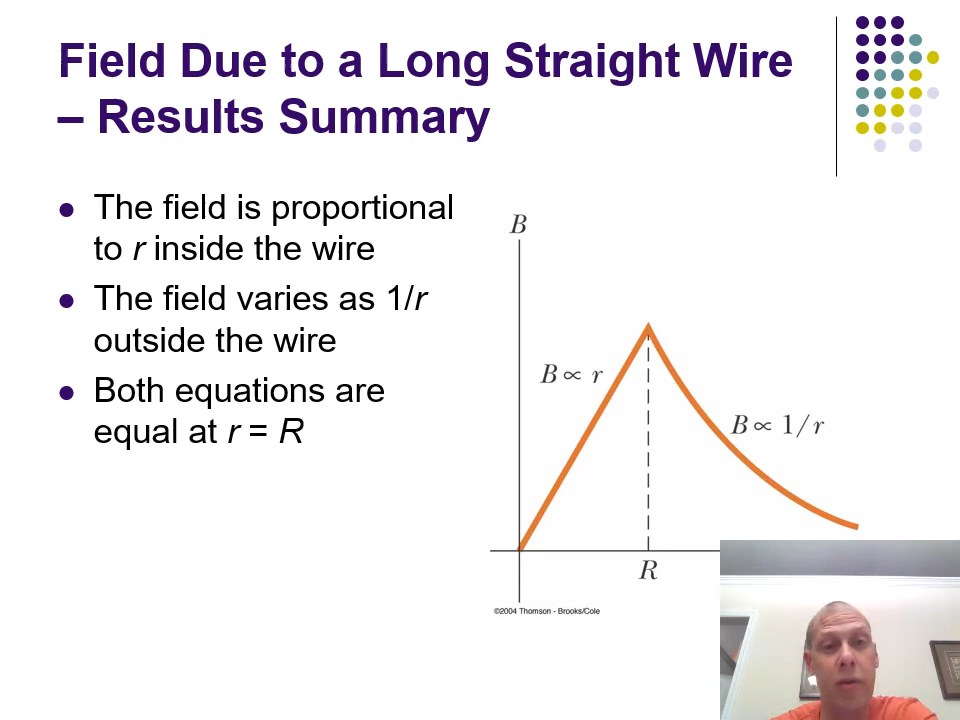 Field Due to a Long Straight Wire
– Results Summary
● The field is proportional
to r inside the wire
● The field varies as 1/r
outside the wire
● Both equations are
equal at r = R
B
B ∝ r
B ∝ 1/r
R
©2004 Thomson - Brooks/Cole